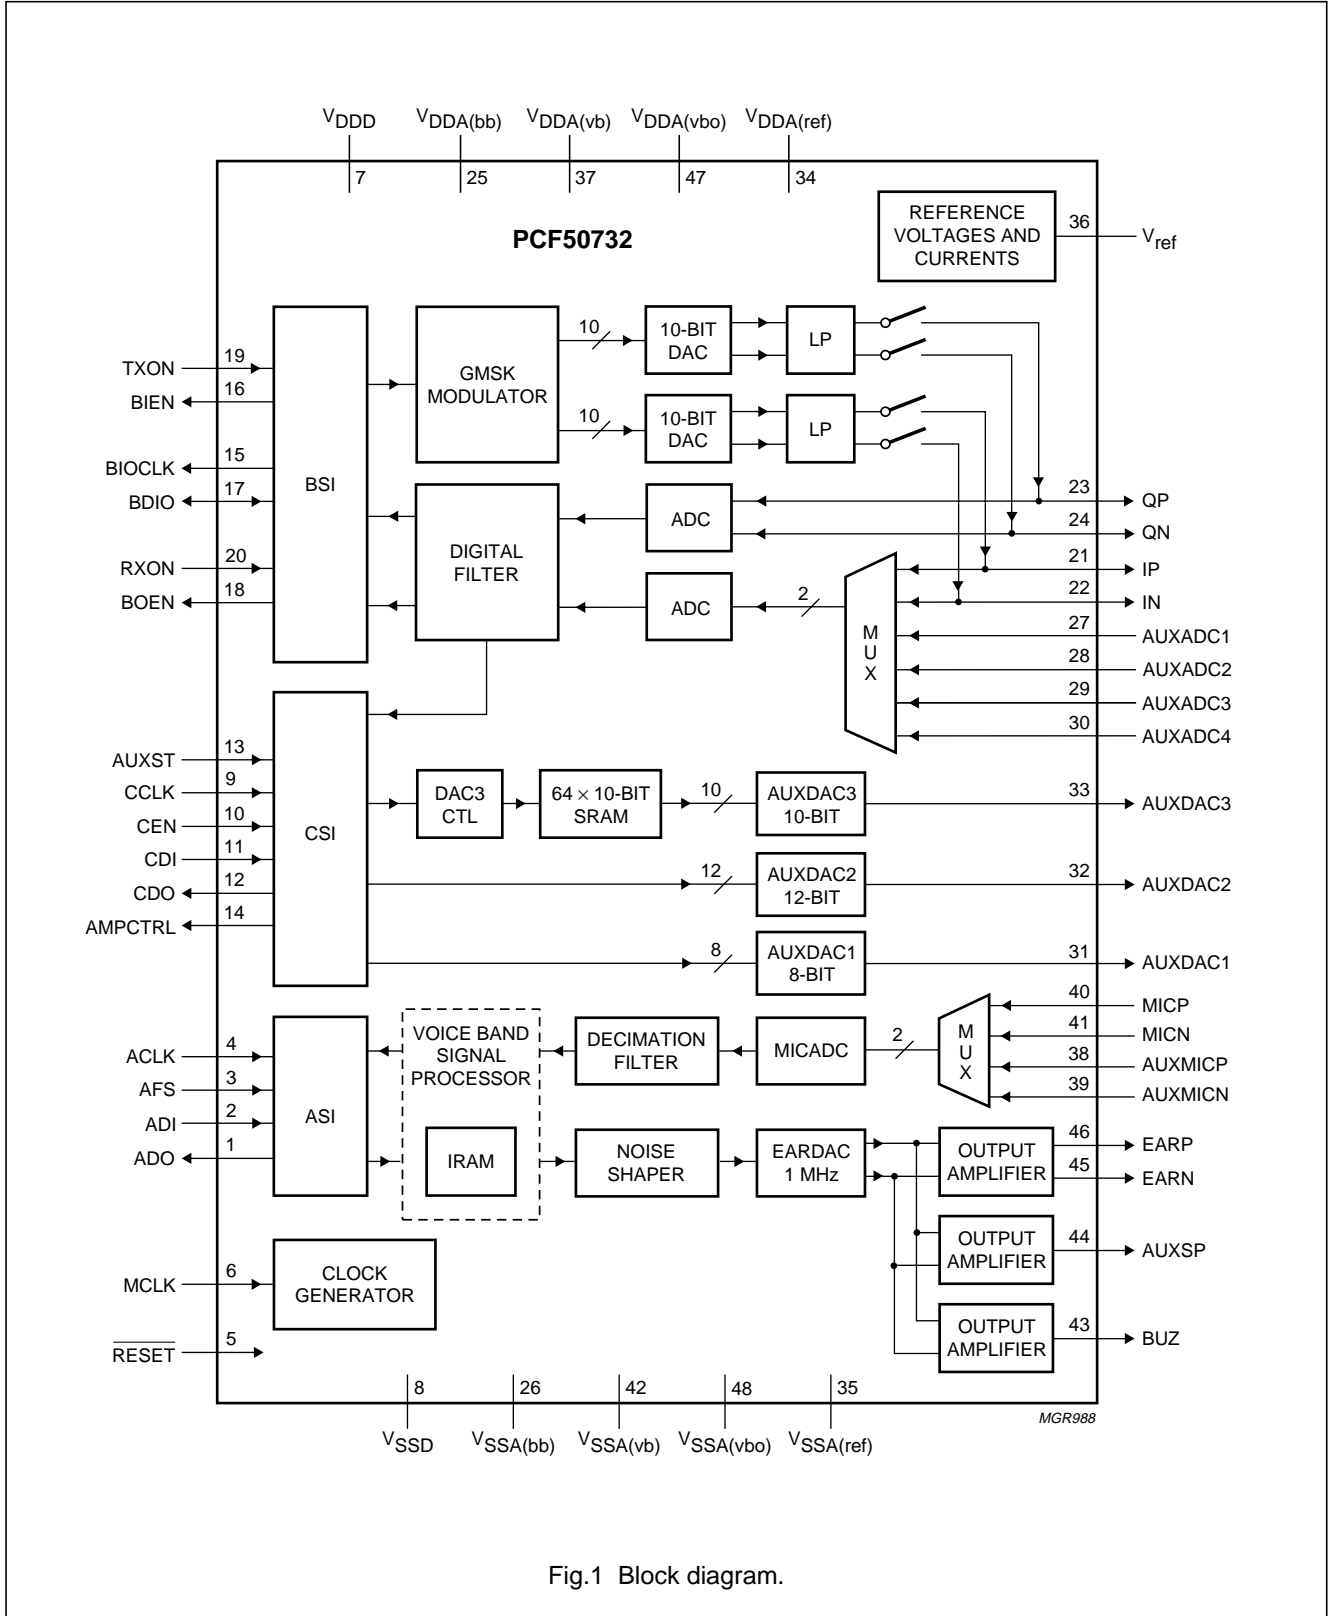 VDDD VDDA(bb) VDDA(vb) VDDA(vbo) VDDA(ref)
7 25 37 47 34
PCF50732
REFERENCE
VOLTAGES AND
CURRENTS
36
Vref
TXON
19
BIEN
16
BIOCLK
15
BDIO
17
RXON
20
BOEN
18
BSI
GMSK
MODULATOR
10
10-BIT
DAC
LP
10
10-BIT
DAC
LP
DIGITAL
FILTER
ADC
ADC
2
M
U
X
23
QP
24
QN
21
IP
22
IN
27
AUXADC1
28
AUXADC2
29
AUXADC3
30
AUXADC4
AUXST
13
CCLK
9
CEN
10
CDI
11
CDO
12
AMPCTRL
14
CSI
DAC3
CTL
64 × 10-BIT
SRAM
10
AUXDAC3
10-BIT
33
AUXDAC3
12
AUXDAC2
12-BIT
32
AUXDAC2
8
AUXDAC1
8-BIT
31
AUXDAC1
ACLK
4
AFS
3
ADI
2
ADO
1
ASI
VOICE BAND
SIGNAL
PROCESSOR
IRAM
DECIMATION
FILTER
MICADC
2
M
U
X
40
MICP
41
MICN
38
AUXMICP
39
AUXMICN
NOISE
SHAPER
EARDAC
1 MHz
OUTPUT
AMPLIFIER
46
EARP
45
EARN
OUTPUT
AMPLIFIER
44
AUXSP
OUTPUT
AMPLIFIER
43
BUZ
MCLK
6
CLOCK
GENERATOR
RESET
5
8 26 42 48 35
VSSD VSSA(bb) VSSA(vb) VSSA(vbo) VSSA(ref)
MGR988
Fig.1 Block diagram.